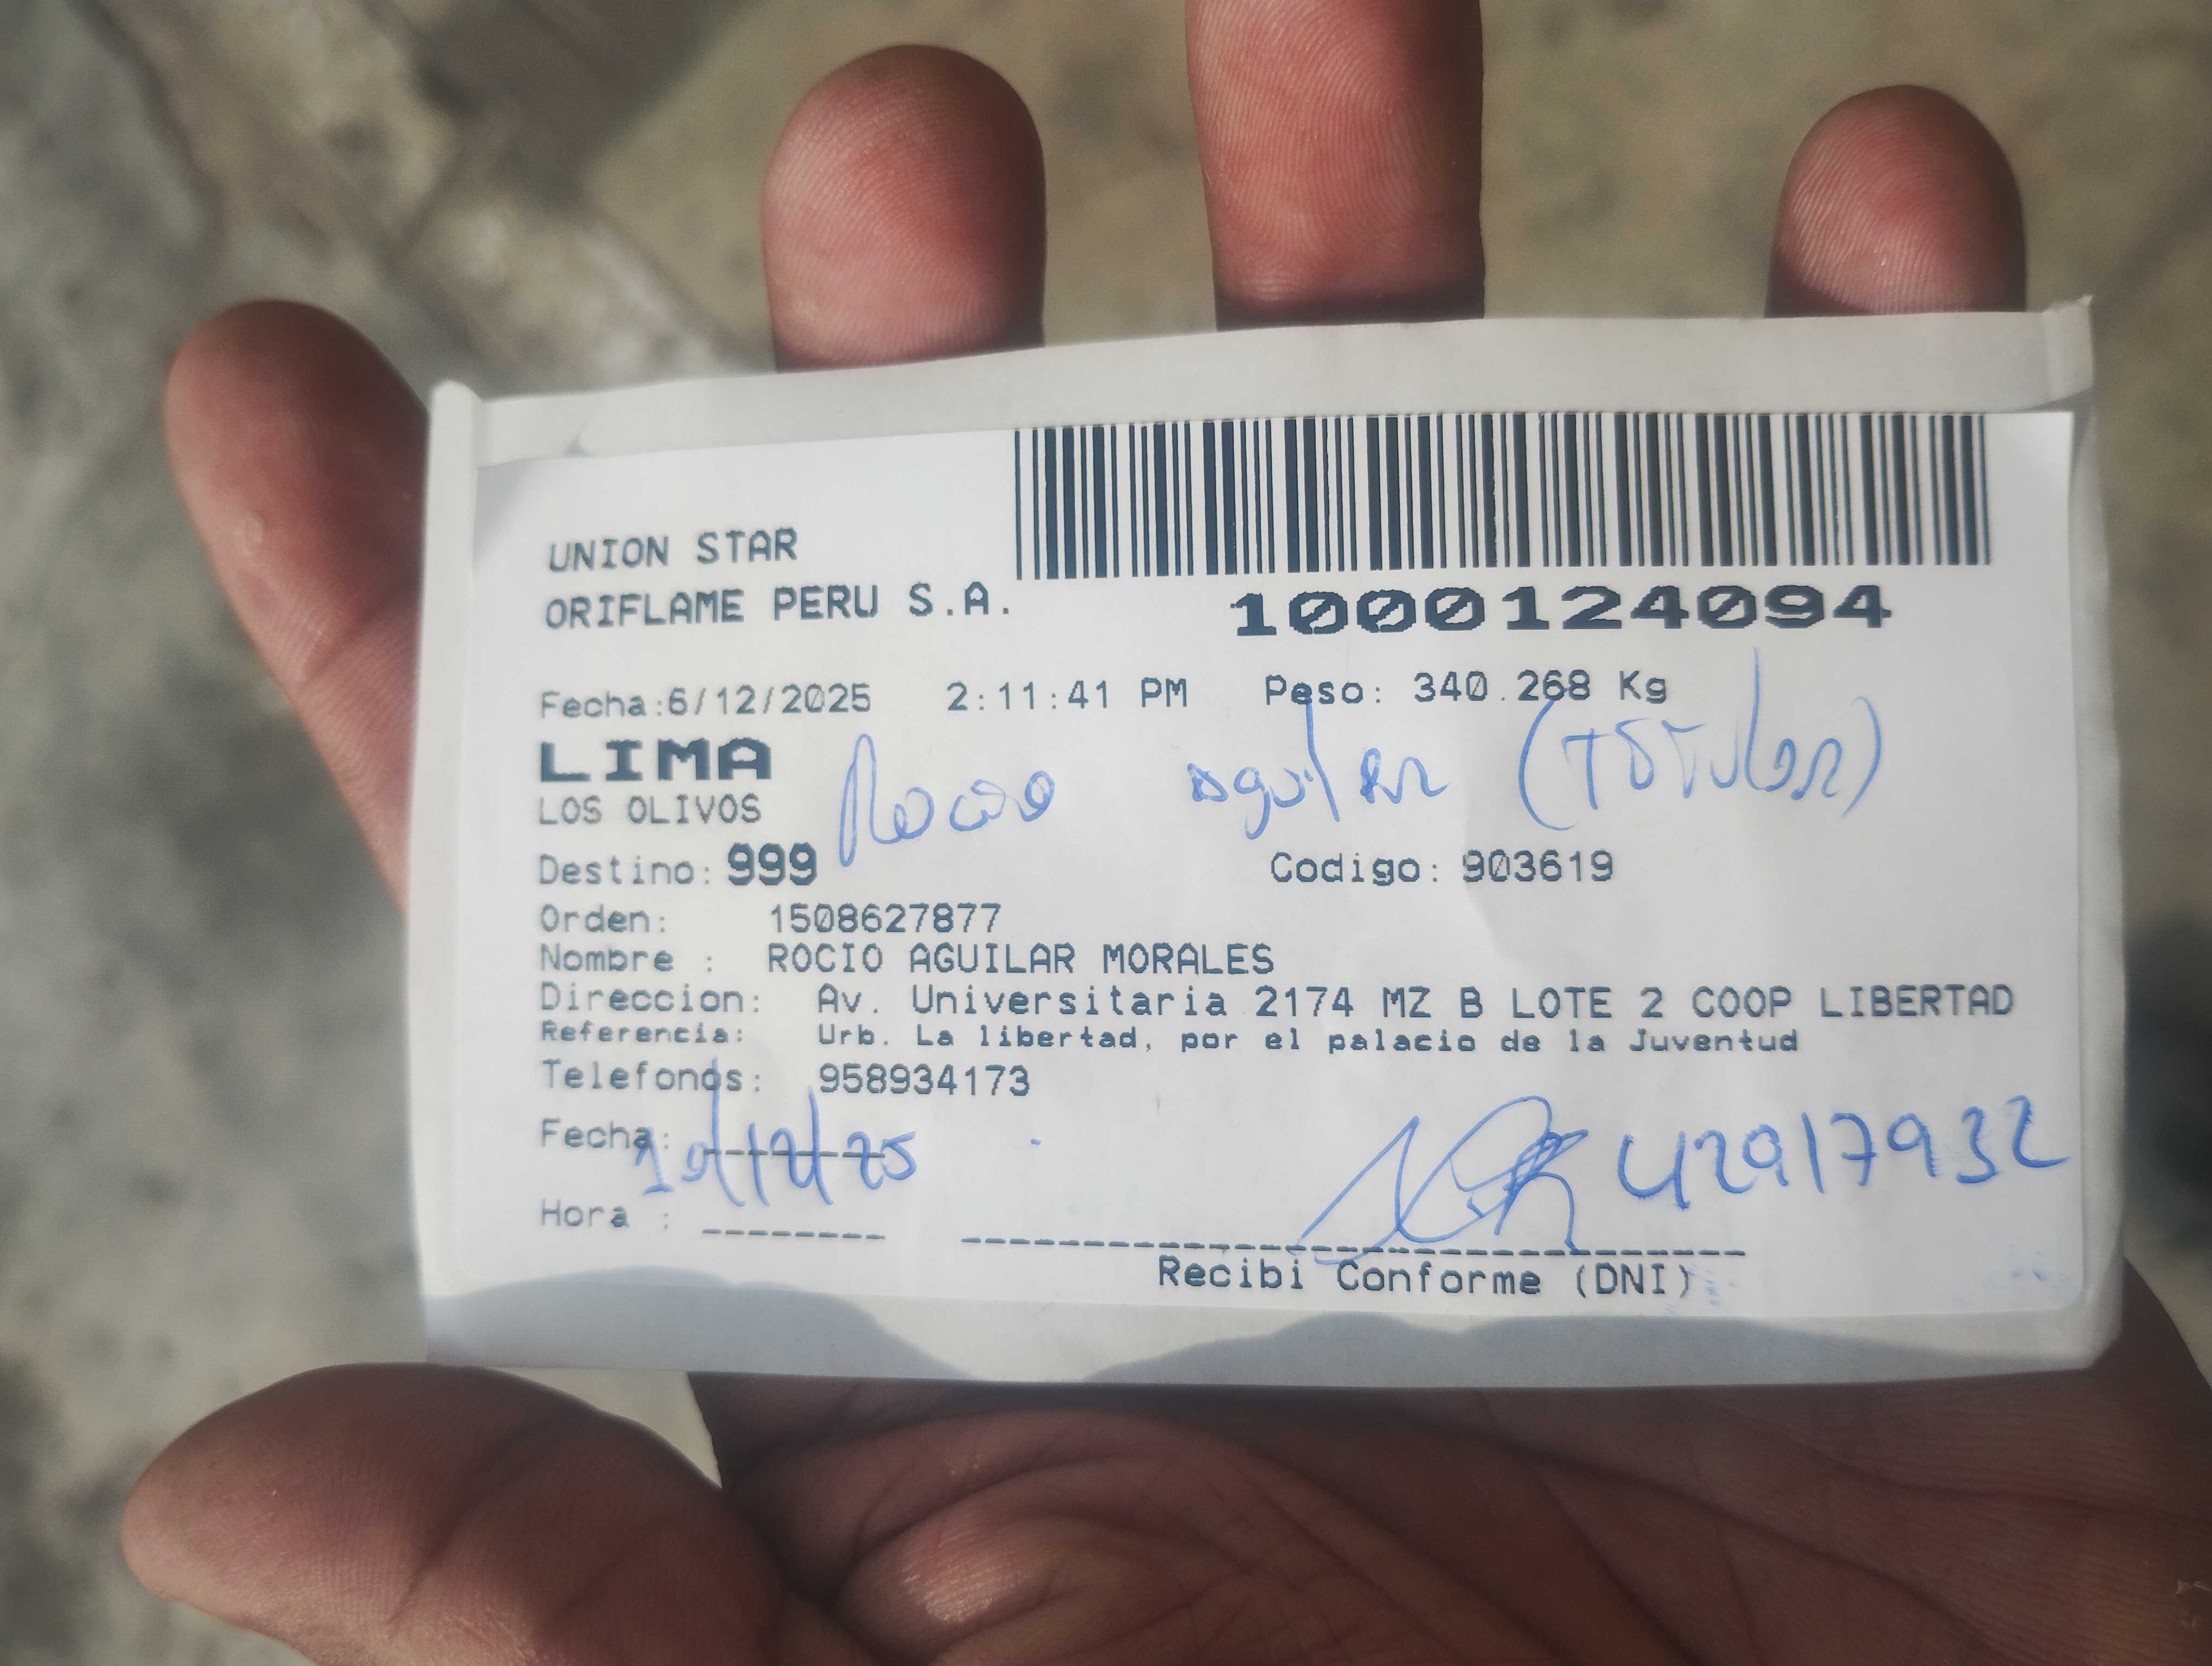 UNION STAR
ORIFLAME PERU S.A.
1000124094
Fecha:6/12/2025 2:11:41 PM Peso: 340.268 Kg
LIMA Rocio Aguilar (TITULAR)
LOS OLIVOS
Destino: 999 Codigo: 903619
Orden: 1508627877
Nombre : ROCIO AGUILAR MORALES
Direccion: Av. Universitaria 2174 MZ B LOTE 2 COOP LIBERTAD
Referencia: Urb. La libertad, por el palacio de la Juventud
Telefonos: 958934173
Fecha: /12/25 42917932
Hora :
Recibi Conforme (DNI)